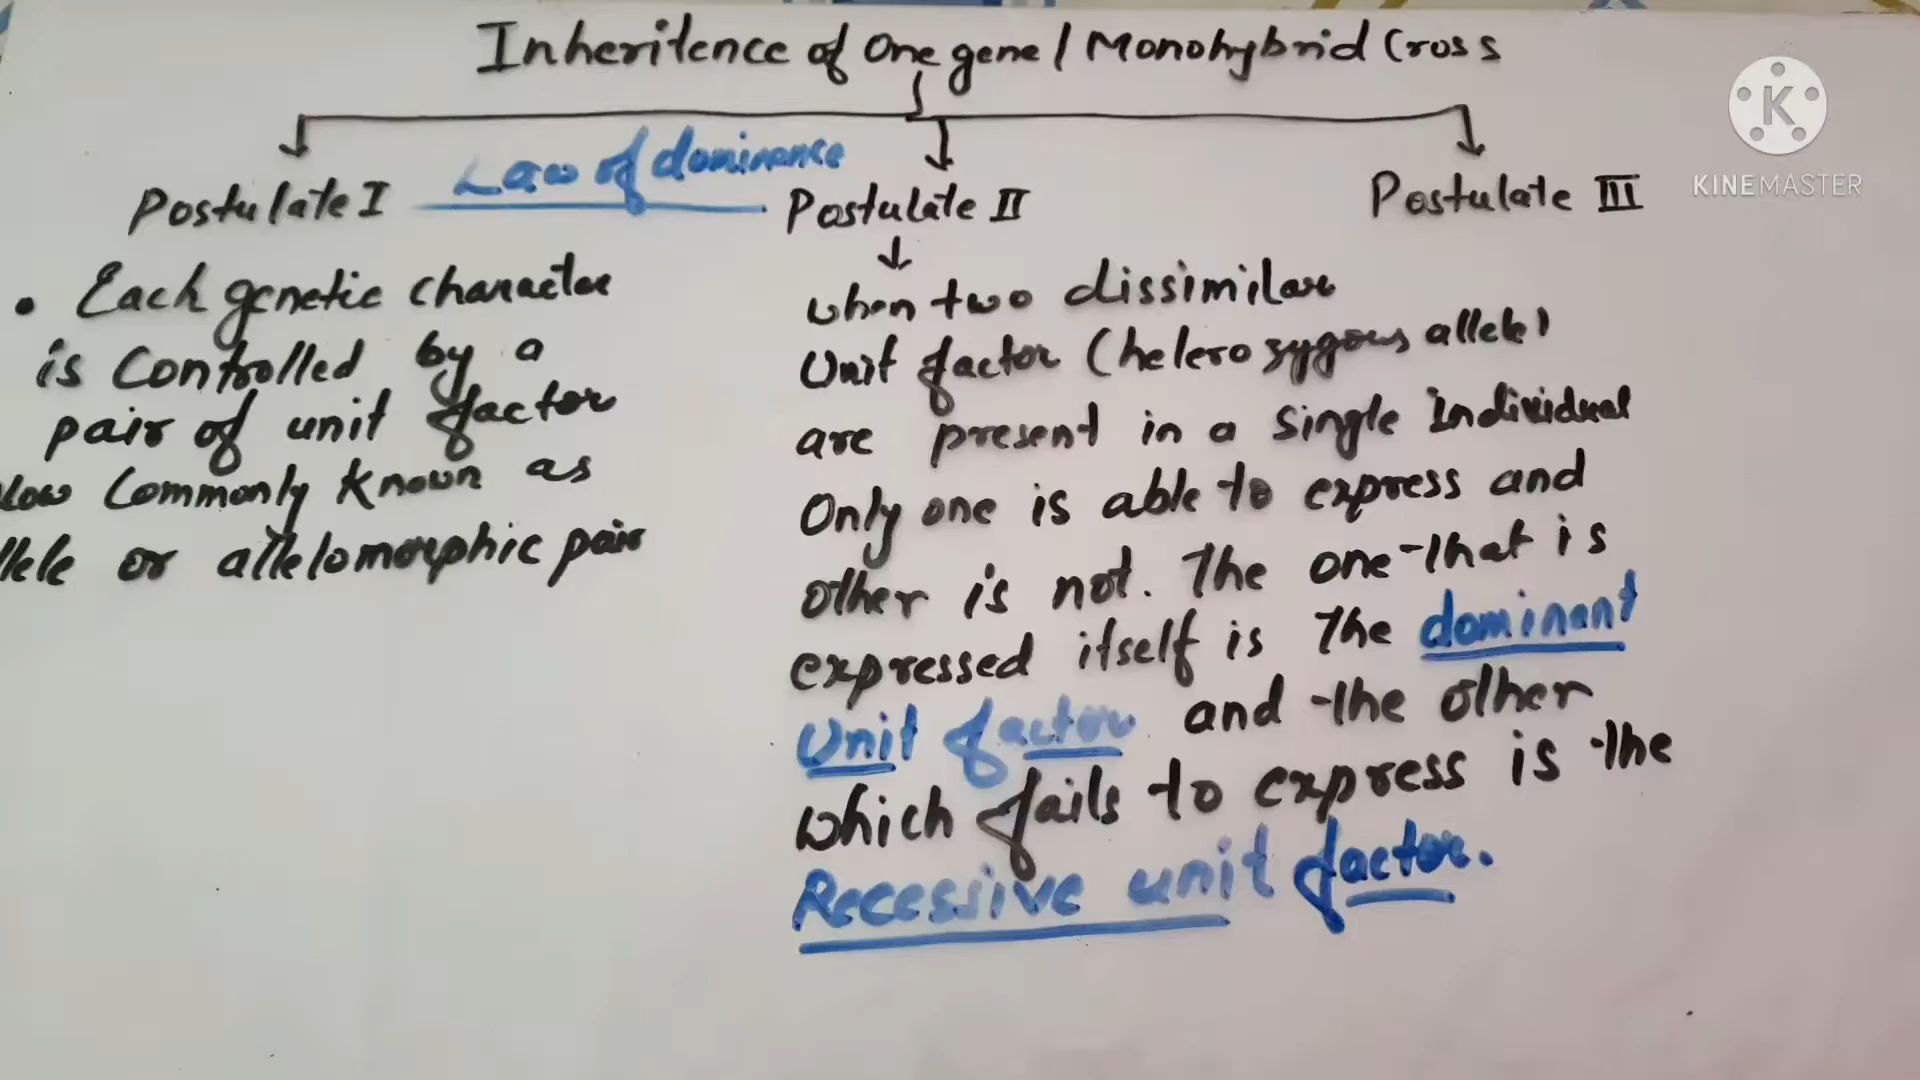 Inheritence of One gene / Monohybrid Cross
Law of dominance
Postulate I
• Each genetic character
is Controlled by a
pair of unit factor
Now Commonly Known as
llele or allelomorphic pair
Postulate II
when two dissimilar
Unit factor (heterozygous allele)
are present in a single individual
Only one is able to express and
other is not. The one that is
expressed itself is the dominant
Unit factor and the other
which fails to express is the
Recessive unit factor.
Postulate III
K
KINEMASTER